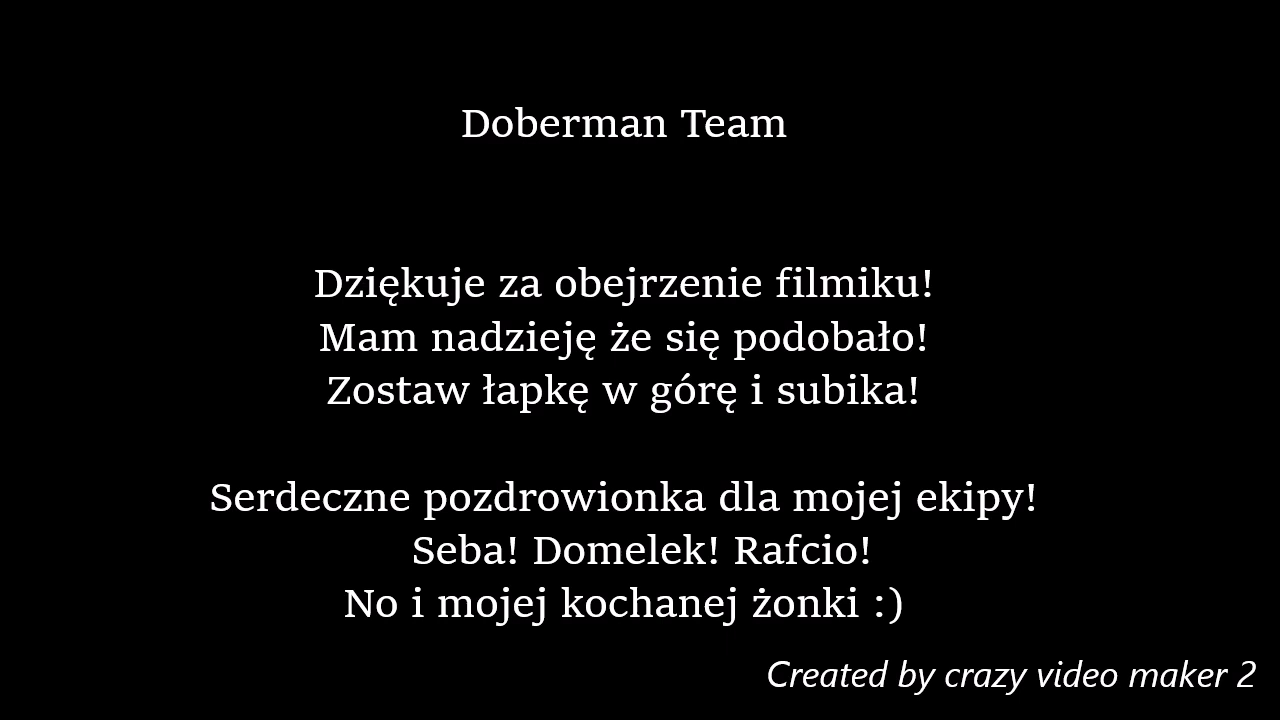 Doberman Team
Dziękuje za obejrzenie filmiku!
Mam nadzieję że się podobało!
Zostaw łapkę w górę i subika!
Serdeczne pozdrowionka dla mojej ekipy!
Seba! Domelek! Rafcio!
No i mojej kochanej żonki :)
Created by crazy video maker 2